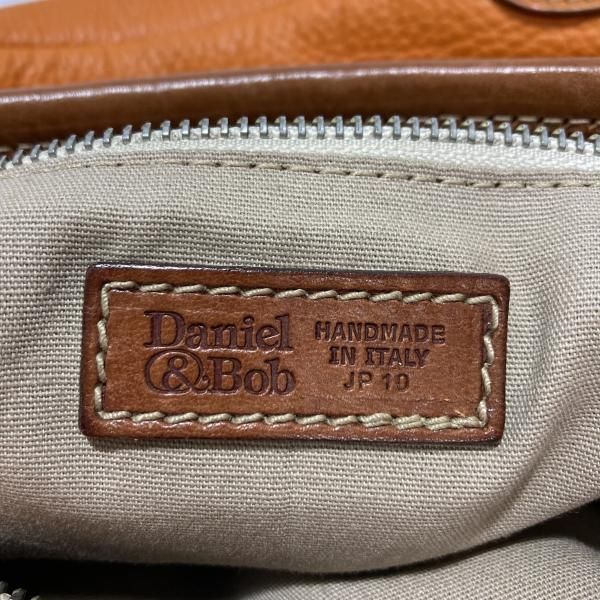 Daniel
&Bob
HANDMADE
IN ITALY
JP 10